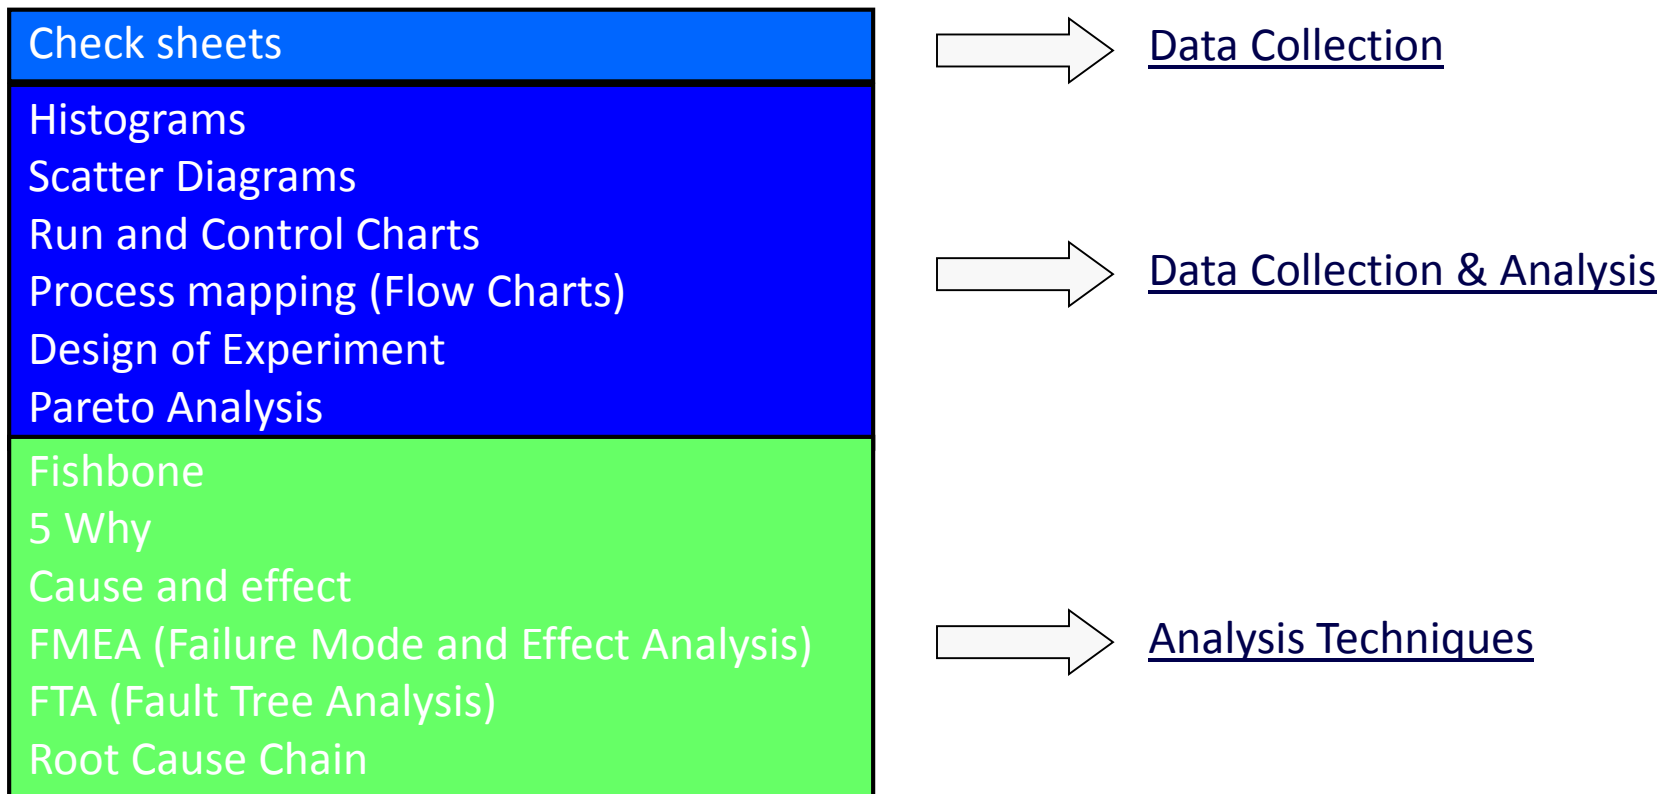 Check sheets
Data Collection
Histograms
Scatter Diagrams
Run and Control Charts
Process mapping (Flow Charts)
Design of Experiment
Pareto Analysis
Data Collection & Analysis
Fishbone
5 Why
Cause and effect
FMEA (Failure Mode and Effect Analysis)
FTA (Fault Tree Analysis)
Root Cause Chain
Analysis Techniques